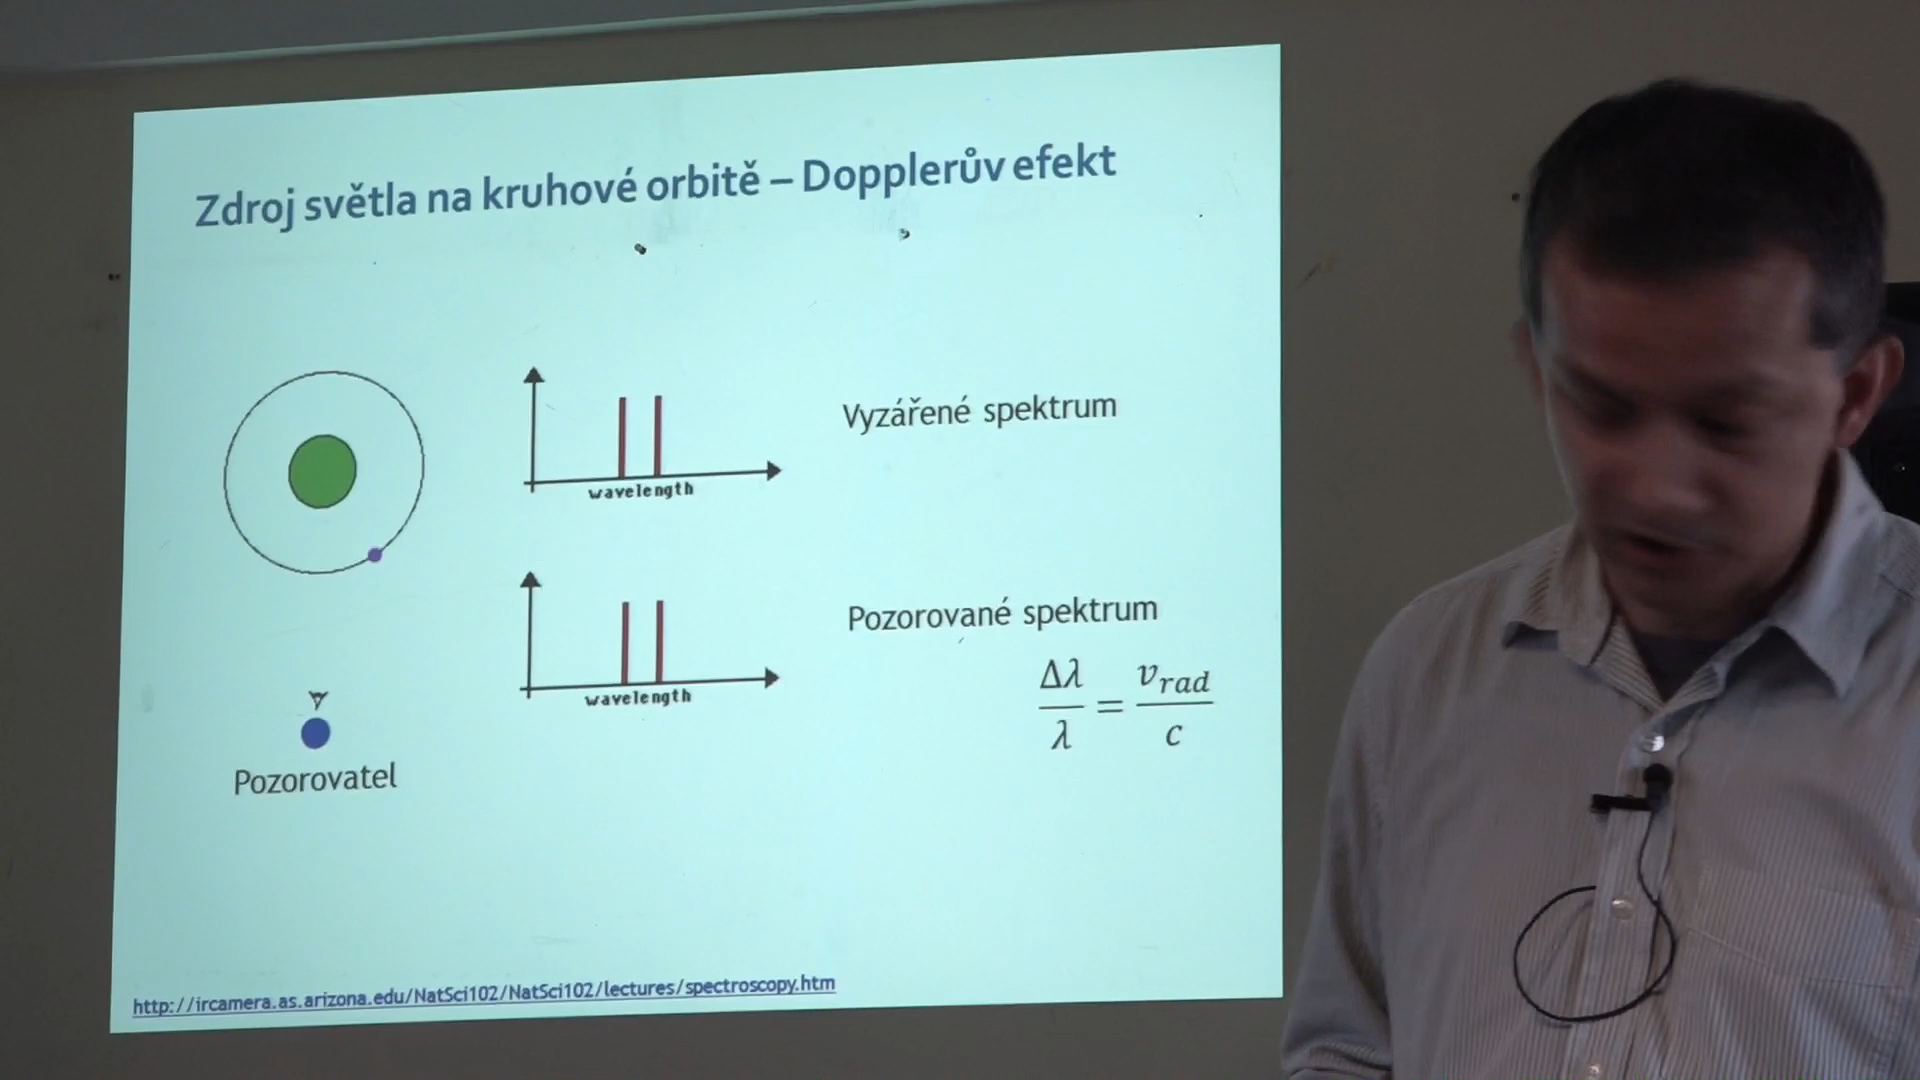 Zdroj světla na kruhové orbitě – Dopplerův efekt
Vyzářené spektrum
wavelength
Pozorované spektrum
Δλ/λ = v_rad/c
wavelength
Pozorovatel
http://ircamera.as.arizona.edu/NatSci102/NatSci102/lectures/spectroscopy.htm